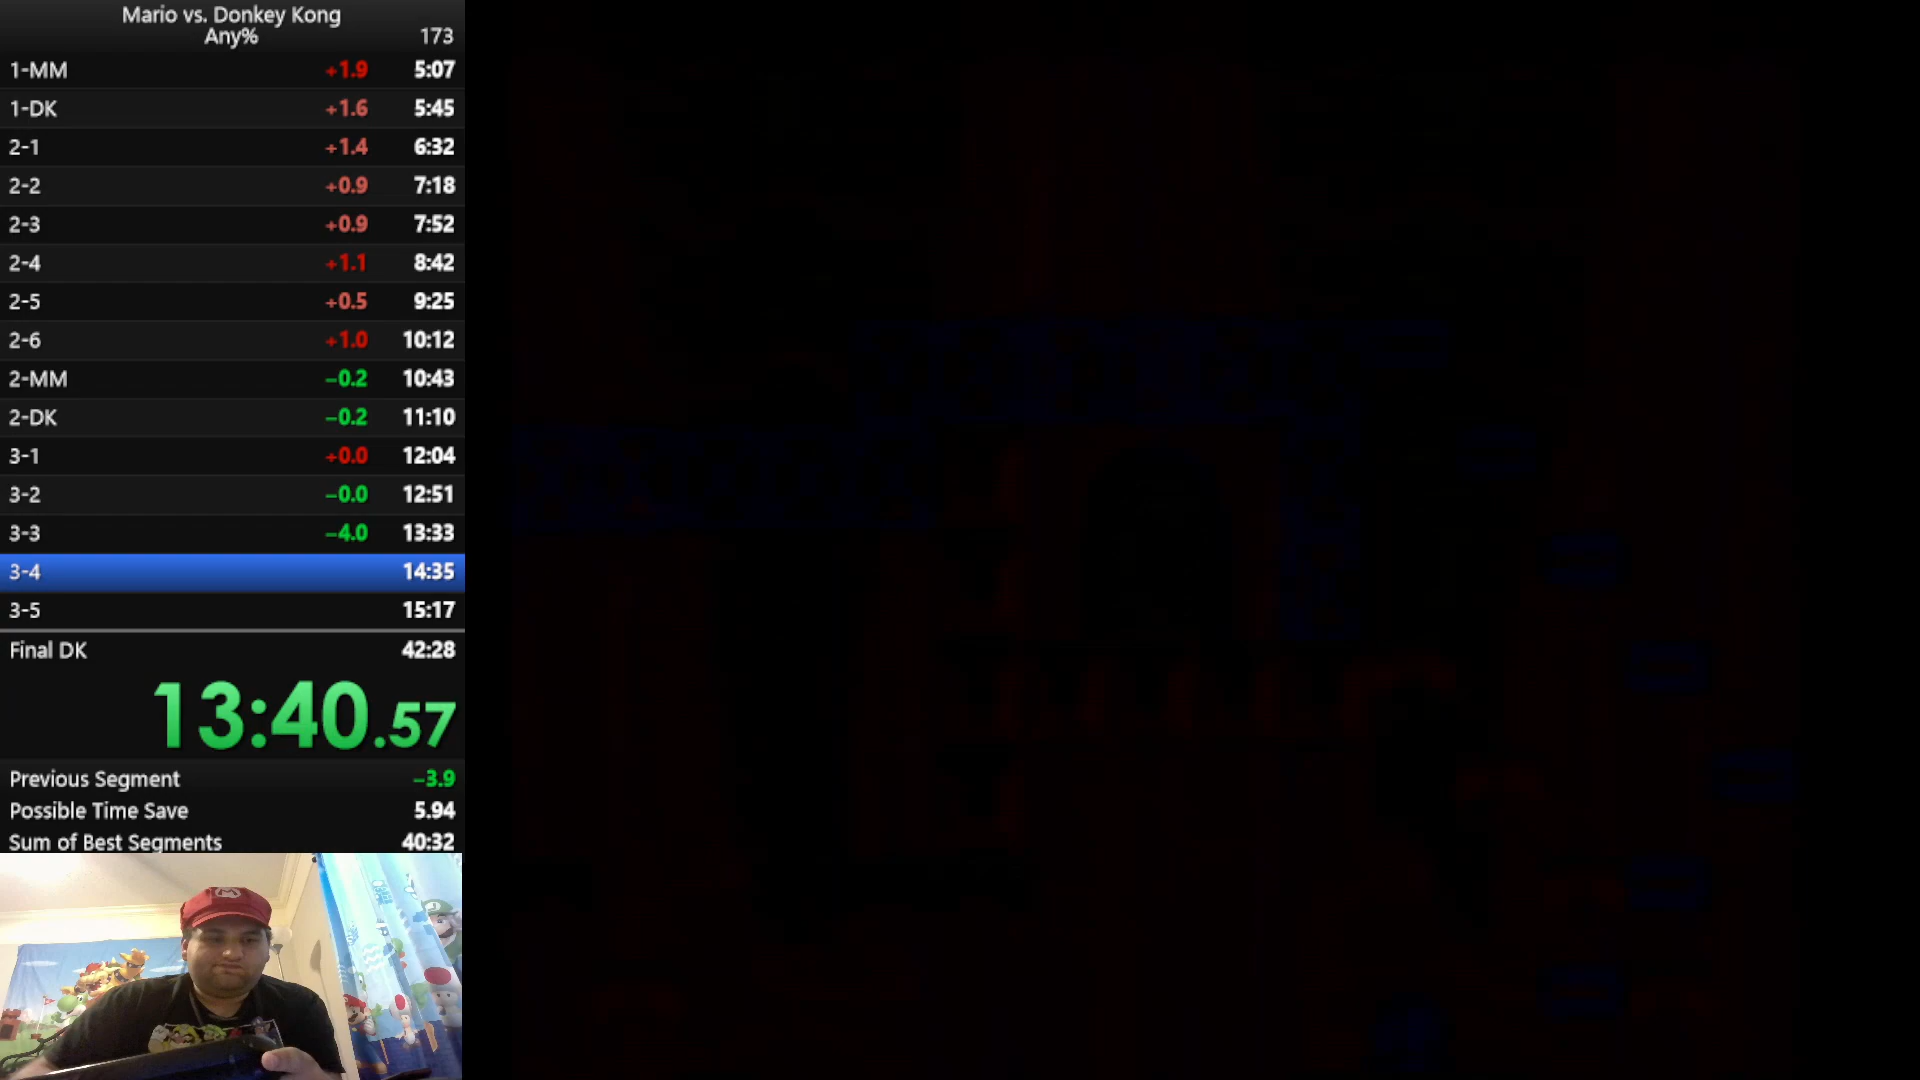 Mario vs. Donkey Kong
Any% 173
1-MM +1.9 5:07
1-DK +1.6 5:45
2-1 +1.4 6:32
2-2 +0.9 7:18
2-3 +0.9 7:52
2-4 +1.1 8:42
2-5 +0.5 9:25
2-6 +1.0 10:12
2-MM −0.2 10:43
2-DK −0.2 11:10
3-1 +0.0 12:04
3-2 −0.0 12:51
3-3 −4.0 13:33
3-4 14:35
3-5 15:17
Final DK 42:28
13:40.57
Previous Segment −3.9
Possible Time Save 5.94
Sum of Best Segments 40:32
M